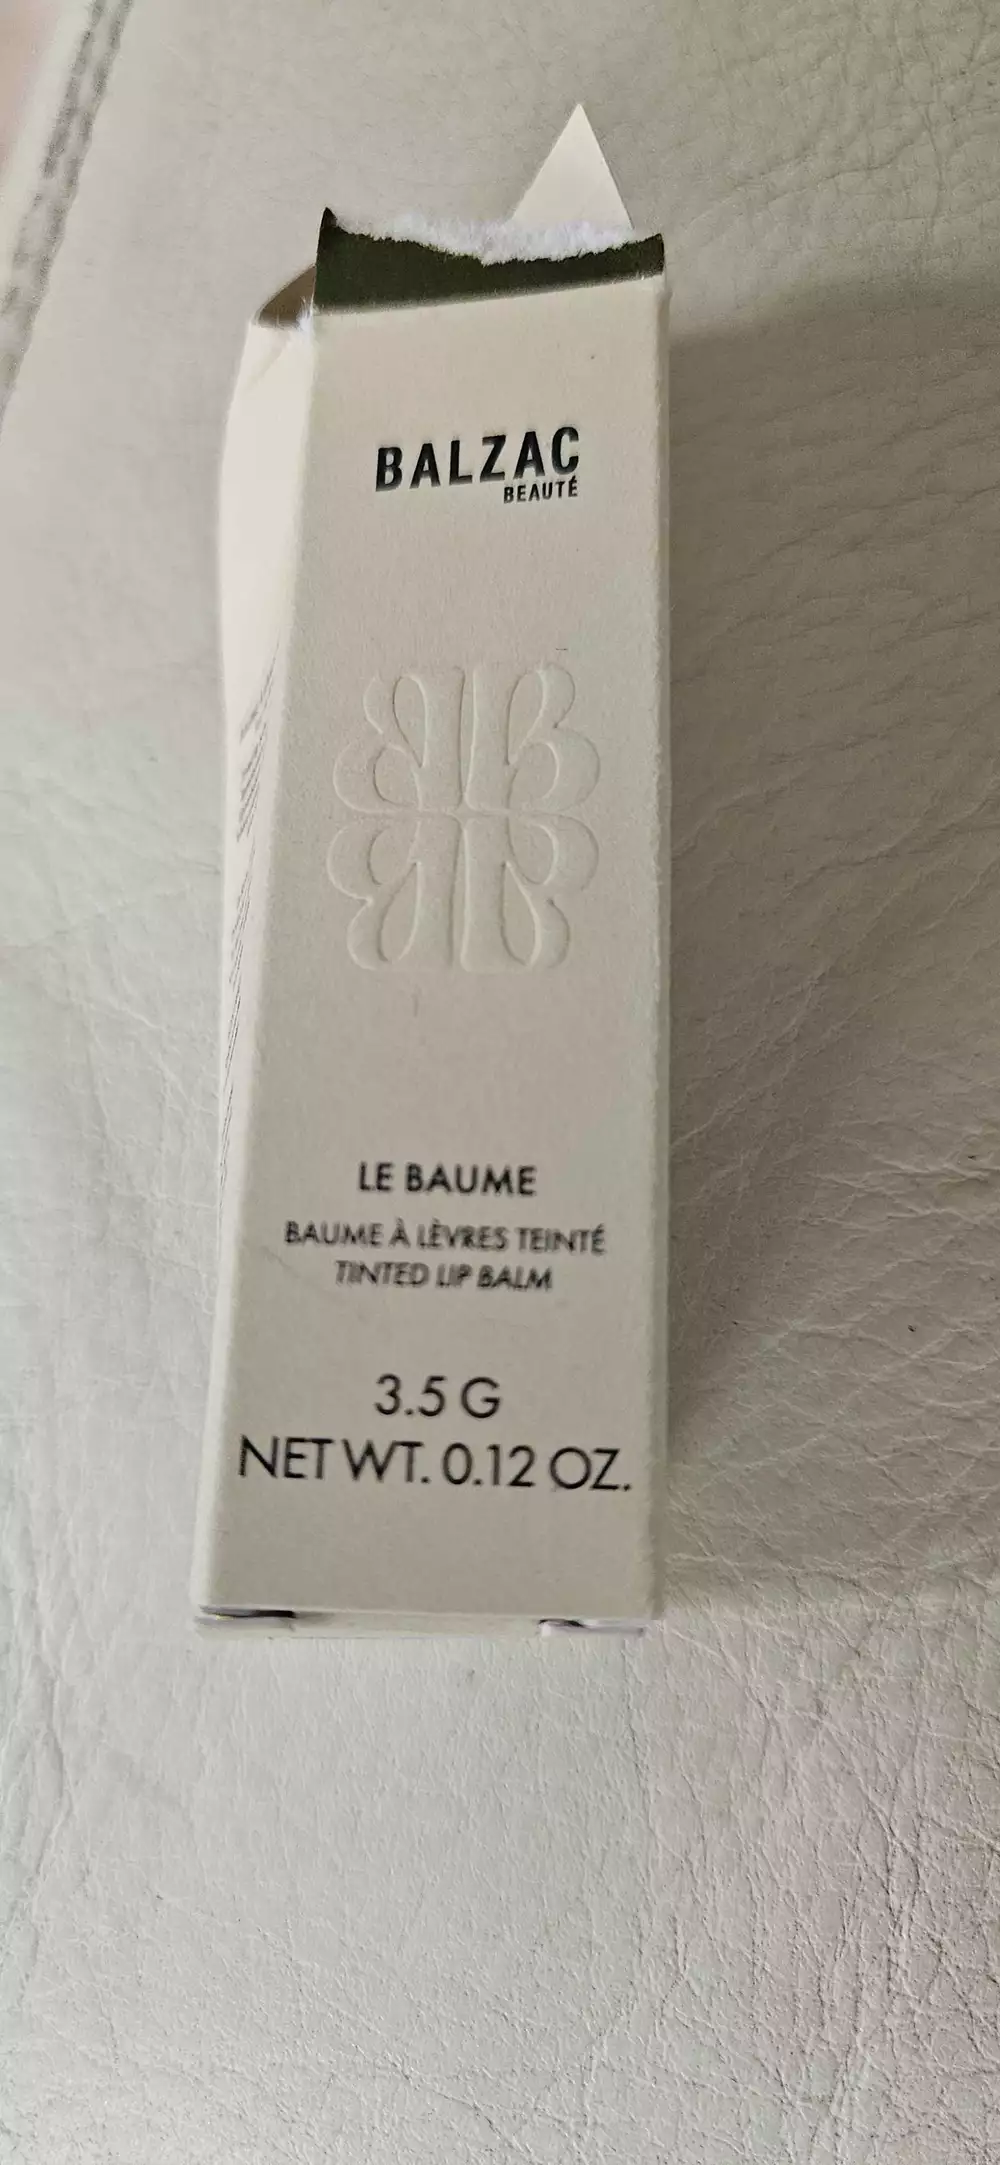 BALZAC
BEAUTÉ
LE BAUME
BAUME À LÈVRES TEINTÉ
TINTED LIP BALM
3.5 G
NET WT. 0.12 OZ.